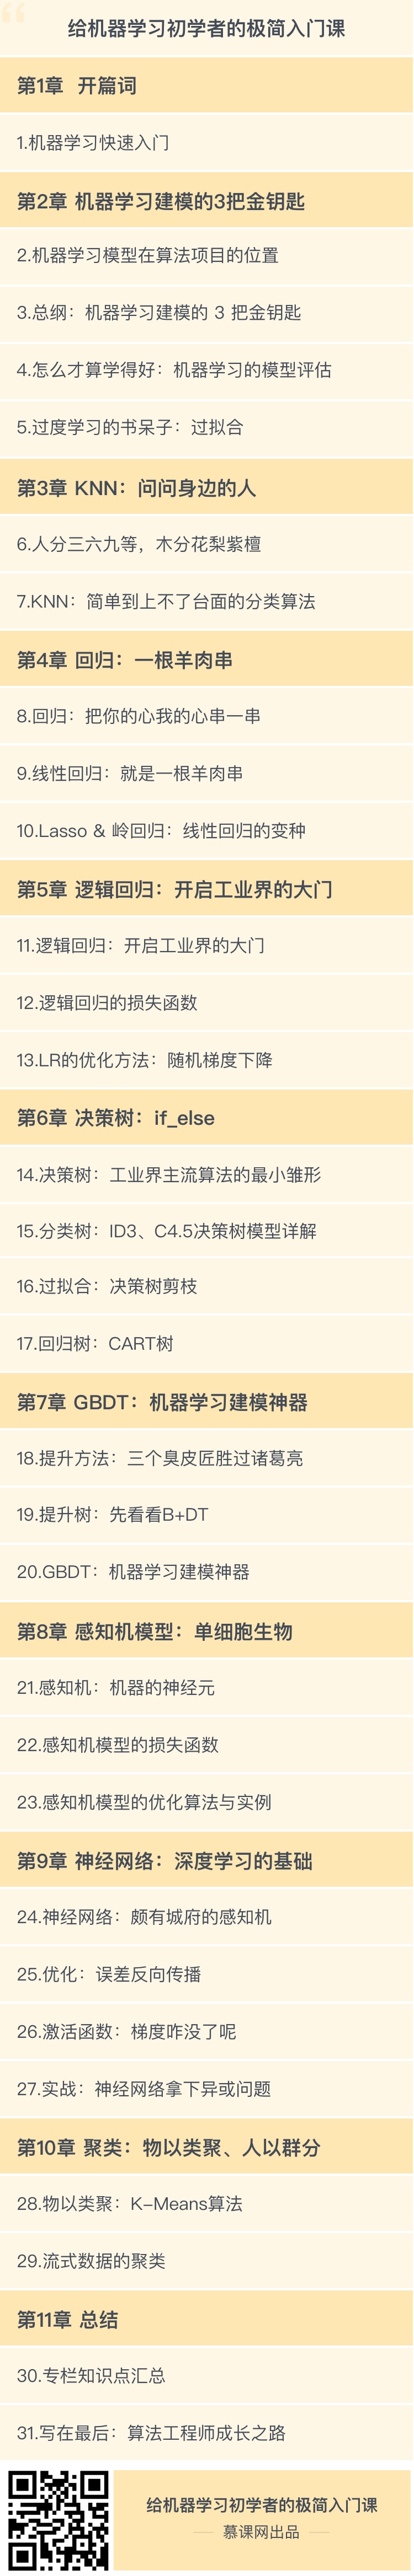 给机器学习初学者的极简入门课
第1章  开篇词
1.机器学习快速入门
第2章 机器学习建模的3把金钥匙
2.机器学习模型在算法项目的位置
3.总纲：机器学习建模的 3 把金钥匙
4.怎么才算学得好：机器学习的模型评估
5.过度学习的书呆子：过拟合
第3章 KNN：问问身边的人
6.人分三六九等，木分花梨紫檀
7.KNN：简单到上不了台面的分类算法
第4章 回归：一根羊肉串
8.回归：把你的心我的心串一串
9.线性回归：就是一根羊肉串
10.Lasso & 岭回归：线性回归的变种
第5章 逻辑回归：开启工业界的大门
11.逻辑回归：开启工业界的大门
12.逻辑回归的损失函数
13.LR的优化方法：随机梯度下降
第6章 决策树：if_else
14.决策树：工业界主流算法的最小雏形
15.分类树：ID3、C4.5决策树模型详解
16.过拟合：决策树剪枝
17.回归树：CART树
第7章 GBDT：机器学习建模神器
18.提升方法：三个臭皮匠胜过诸葛亮
19.提升树：先看看B+DT
20.GBDT：机器学习建模神器
第8章 感知机模型：单细胞生物
21.感知机：机器的神经元
22.感知机模型的损失函数
23.感知机模型的优化算法与实例
第9章 神经网络：深度学习的基础
24.神经网络：颇有城府的感知机
25.优化：误差反向传播
26.激活函数：梯度咋没了呢
27.实战：神经网络拿下异或问题
第10章 聚类：物以类聚、人以群分
28.物以类聚：K-Means算法
29.流式数据的聚类
第11章 总结
30.专栏知识点汇总
31.写在最后：算法工程师成长之路
给机器学习初学者的极简入门课
慕课网出品